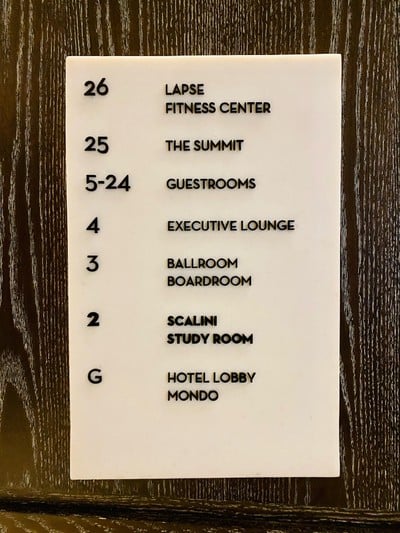 26 LAPSE
FITNESS CENTER
25 THE SUMMIT
5-24 GUESTROOMS
4 EXECUTIVE LOUNGE
3 BALLROOM
BOARDROOM
2 SCALINI
STUDY ROOM
G HOTEL LOBBY
MONDO